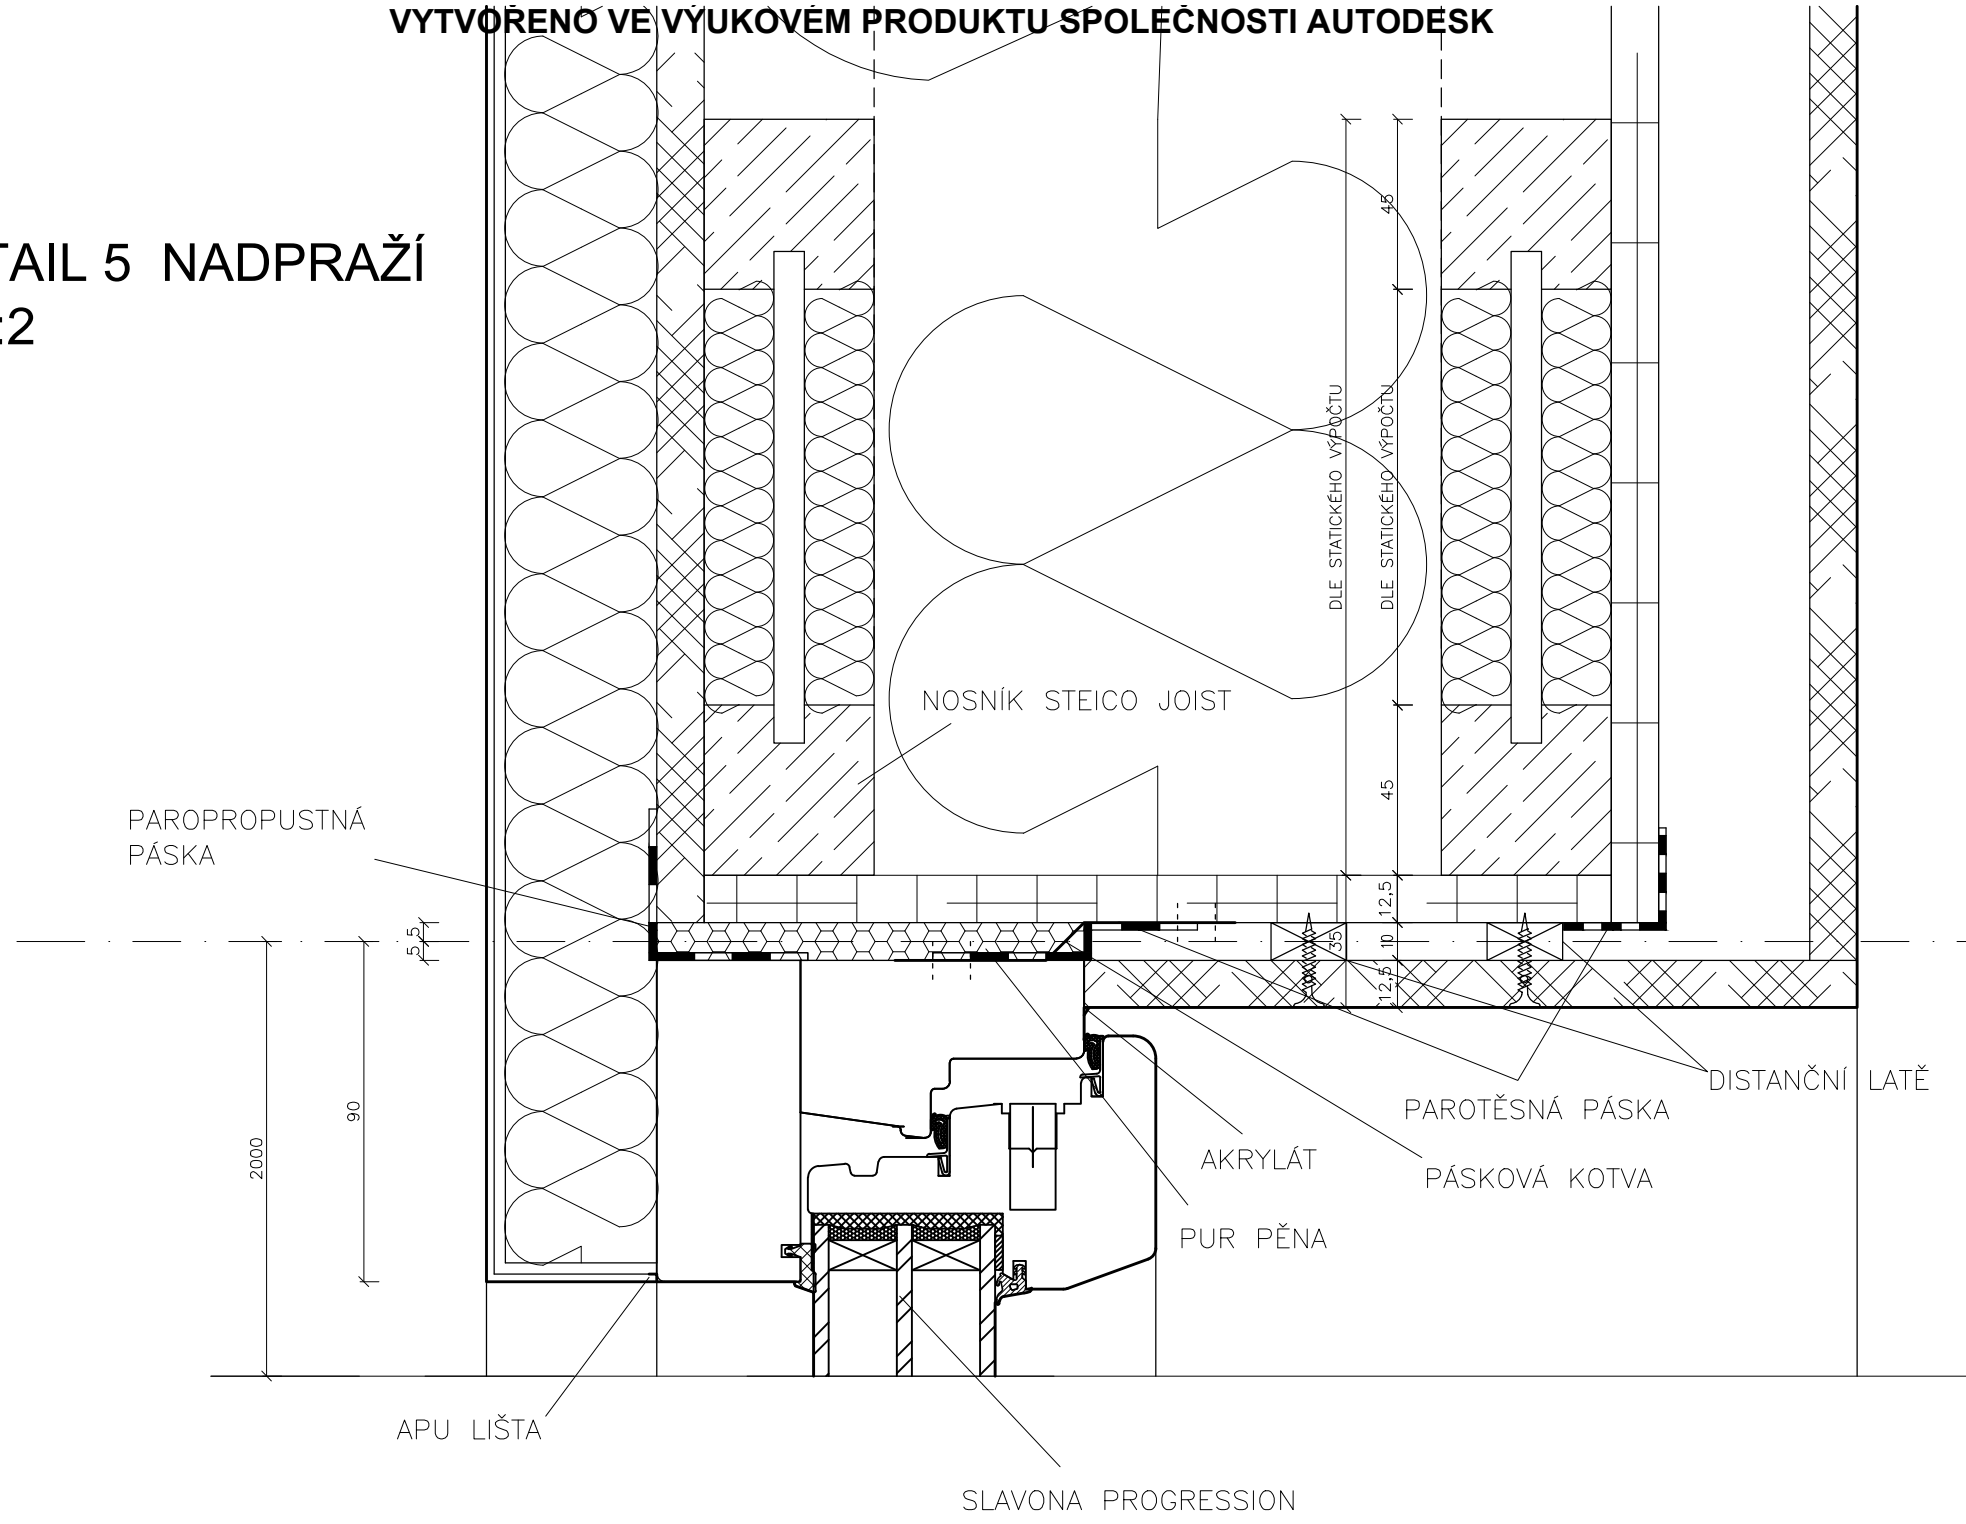 VYTVOŘENO VE VÝUKOVÉM PRODUKTU SPOLEČNOSTI AUTODESK
TAIL 5 NADPRAŽÍ
:2
45
DLE STATICKÉHO VÝPOČTU
DLE STATICKÉHO VÝPOČTU
NOSNÍK STEICO JOIST
45
PAROPROPUSTNÁ
PÁSKA
12,5
5
5
35
10
12,5
90
2000
DISTANČNÍ LATĚ
PAROTĚSNÁ PÁSKA
AKRYLÁT
PÁSKOVÁ KOTVA
PUR PĚNA
APU LIŠTA
SLAVONA PROGRESSION